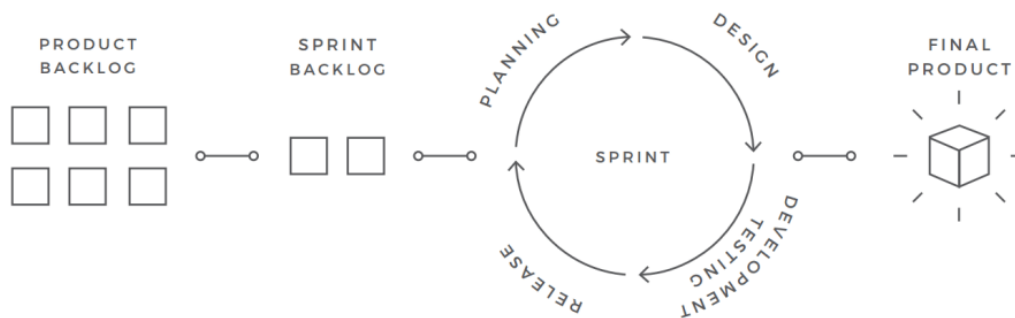 PRODUCT
BACKLOG
SPRINT
BACKLOG
PLANNING
DESIGN
SPRINT
DEVELOPMENT
TESTING
RELEASE
FINAL
PRODUCT